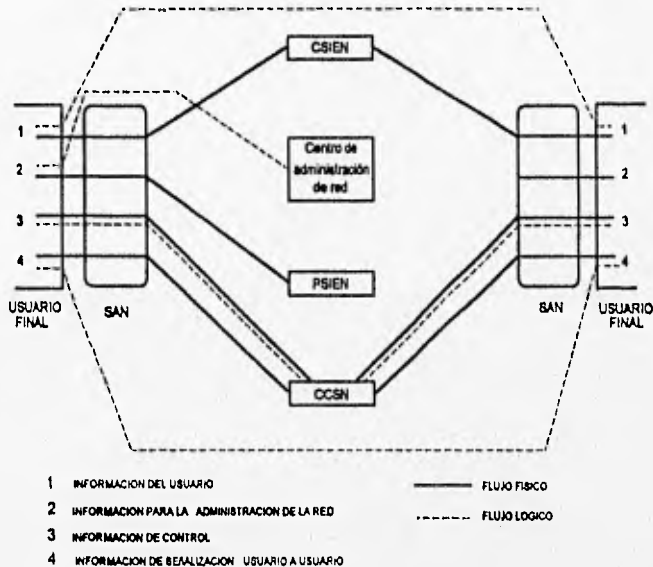 CSIEN
Centro de
administración
de red
PSIEN
CCSN
1
2
3
4
USUARIO
FINAL
SAN
SAN
1
2
3
4
USUARIO
FINAL
1 INFORMACION DEL USUARIO
2 INFORMACION PARA LA ADMINISTRACION DE LA RED
3 INFORMACION DE CONTROL
4 INFORMACION DE SEÑALIZACION USUARIO A USUARIO
FLUJO FISICO
FLUJO LOGICO